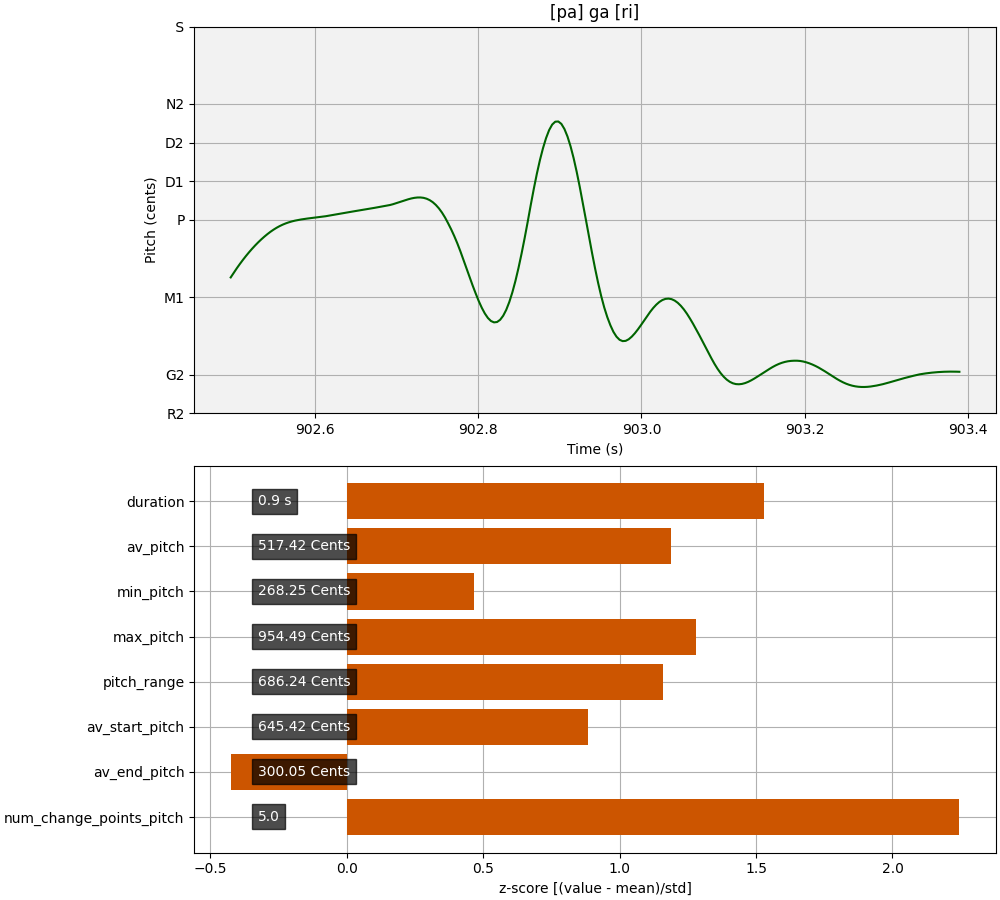 [pa] ga [ri]
S
N2
D2
D1
P
M1
G2
R2
Pitch (cents)
902.6 902.8 903.0 903.2 903.4
Time (s)
duration 0.9 s
av_pitch 517.42 Cents
min_pitch 268.25 Cents
max_pitch 954.49 Cents
pitch_range 686.24 Cents
av_start_pitch 645.42 Cents
av_end_pitch 300.05 Cents
num_change_points_pitch 5.0
−0.5 0.0 0.5 1.0 1.5 2.0
z-score [(value - mean)/std]